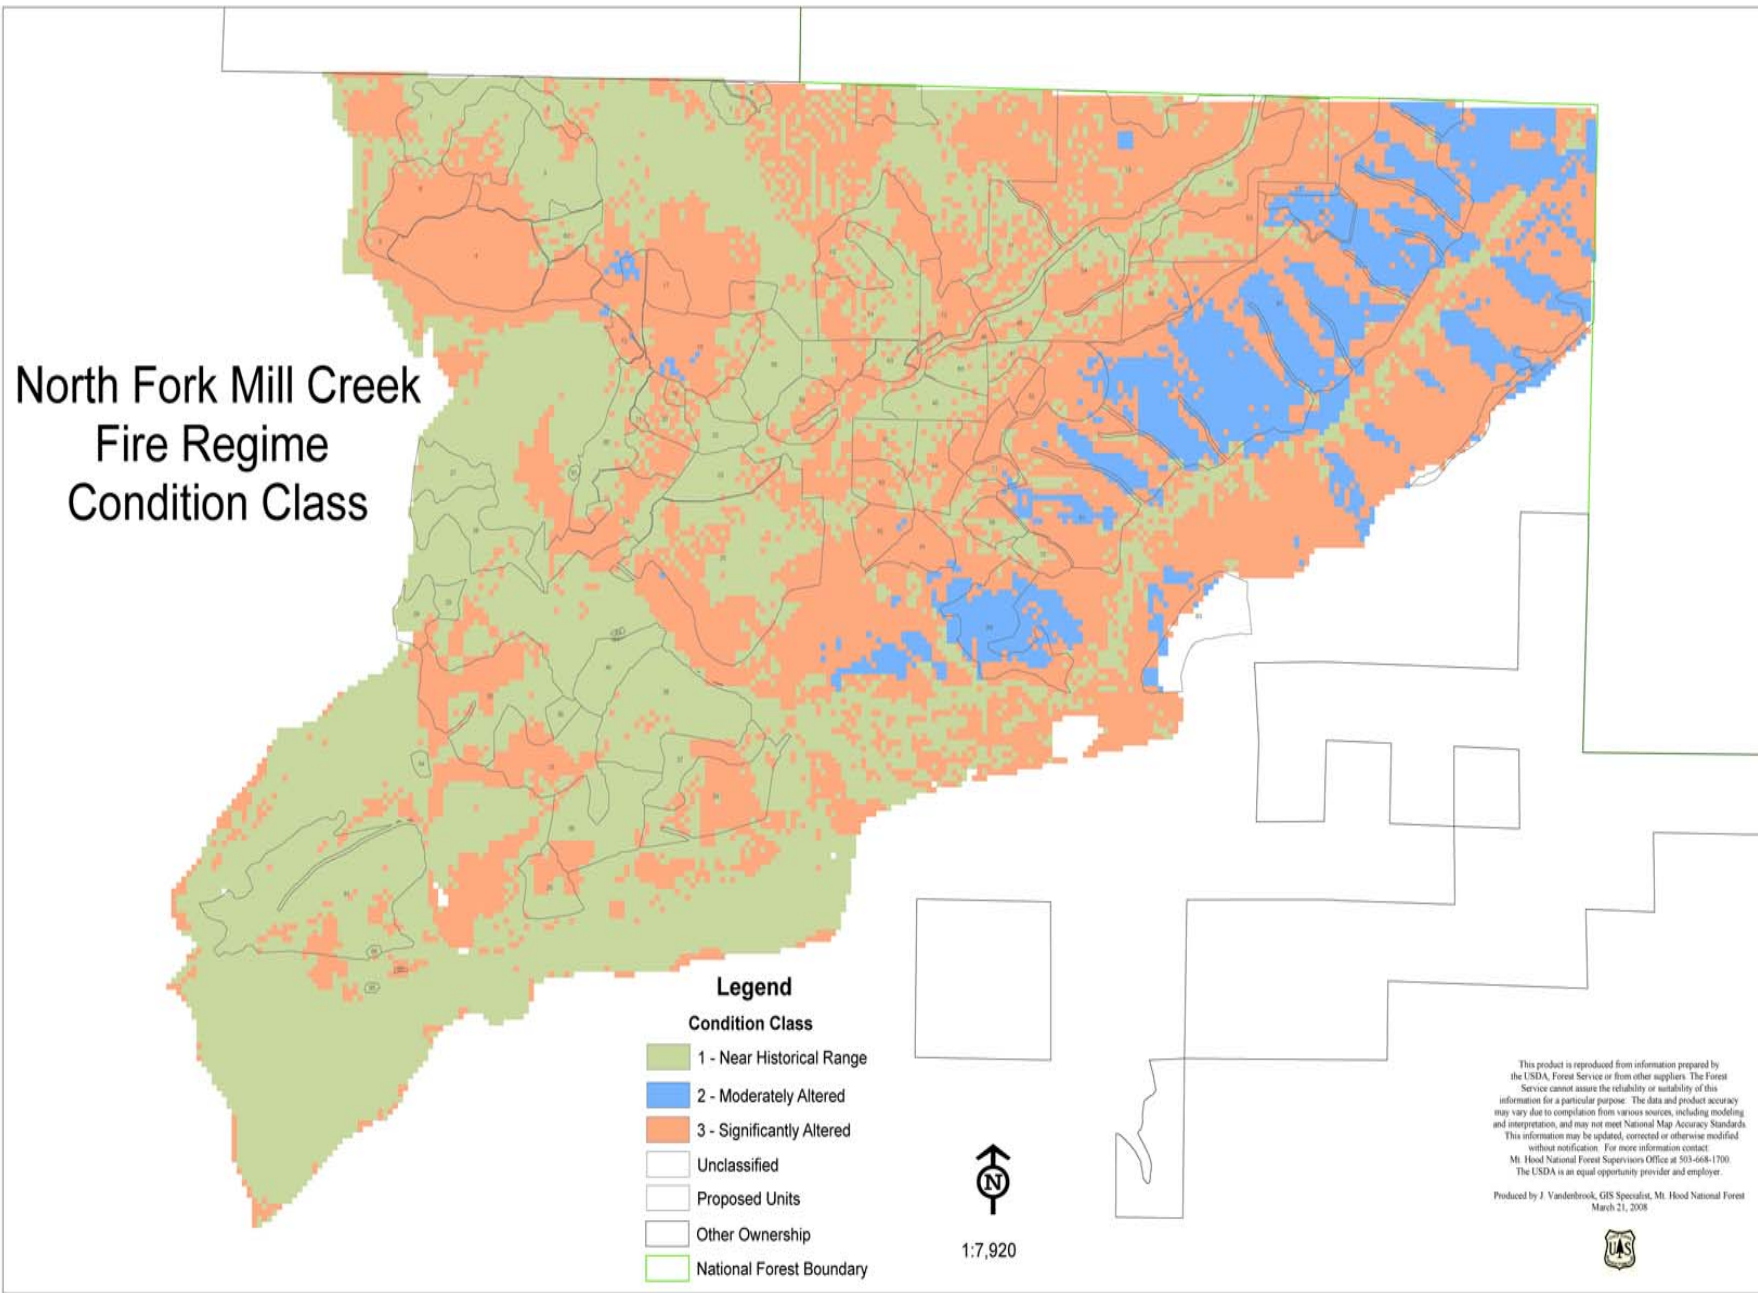 North Fork Mill Creek
Fire Regime
Condition Class
Legend
Condition Class
1 - Near Historical Range
2 - Moderately Altered
3 - Significantly Altered
Unclassified
Proposed Units
Other Ownership
National Forest Boundary
N
1:7,920
This product is reproduced from information prepared by
the USDA, Forest Service or from other suppliers. The Forest
Service cannot assure the reliability or suitability of this
information for a particular purpose. The data and product accuracy
may vary due to compilation from various sources, including modeling
and interpretation, and may not meet National Map Accuracy Standards.
This information may be updated, corrected or otherwise modified
without notification. For more information contact:
Mt. Hood National Forest Supervisors Office at 503-668-1700.
The USDA is an equal opportunity provider and employer.
Produced by J. Vandenbrook, GIS Specialist, Mt. Hood National Forest
March 21, 2008
US